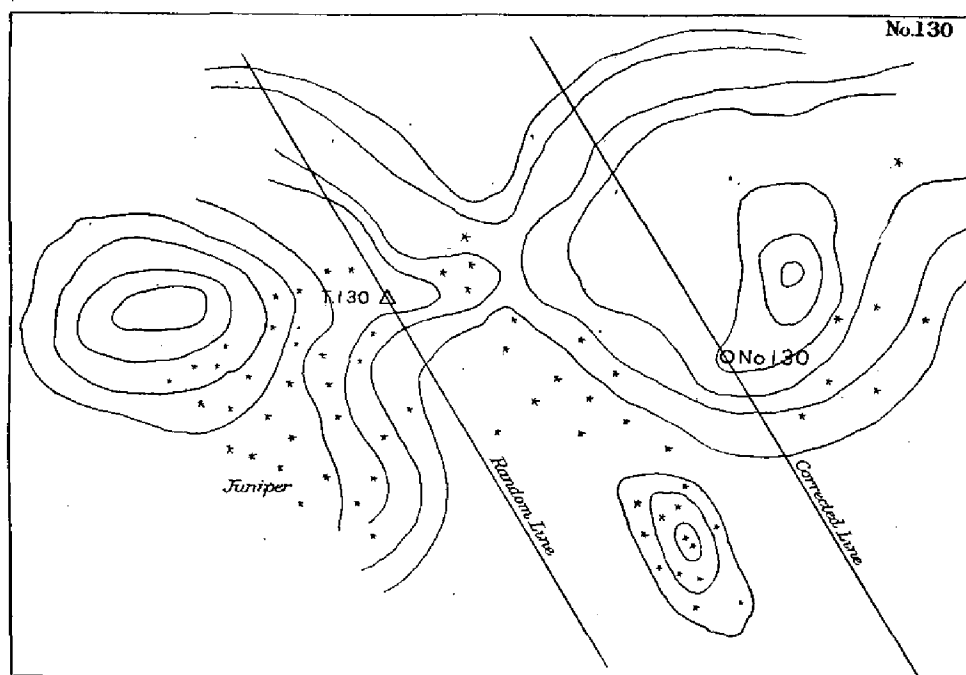 No.130
T.130
No 130
Juniper
Random Line
Corrected Line